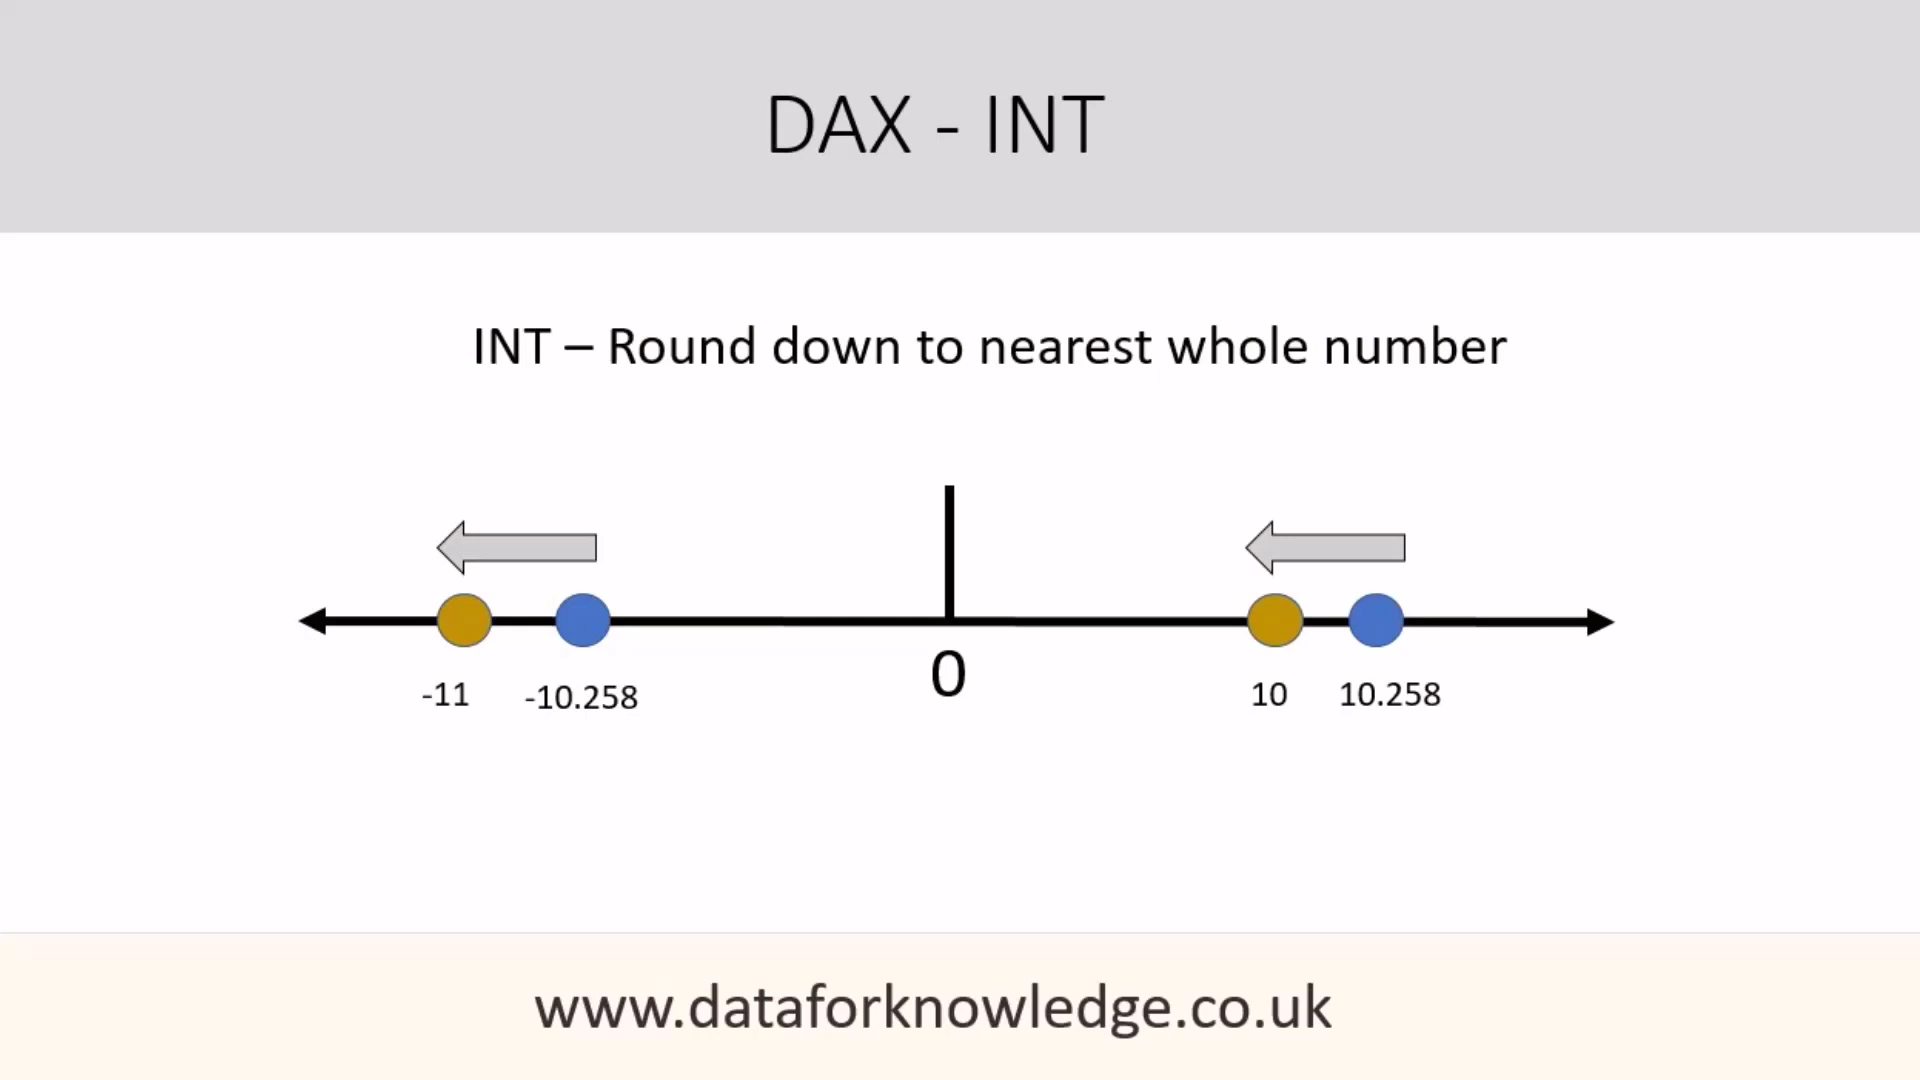 DAX - INT
INT – Round down to nearest whole number
0
-11 -10.258 10 10.258
www.dataforknowledge.co.uk